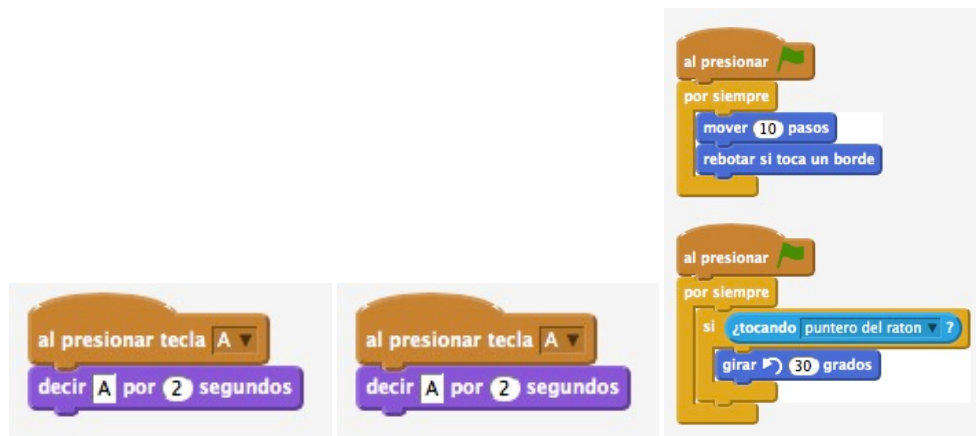 al presionar tecla A
decir A por 2 segundos
al presionar tecla A
decir A por 2 segundos
al presionar
por siempre
mover 10 pasos
rebotar si toca un borde
al presionar
por siempre
si ¿tocando puntero del raton ?
girar 30 grados